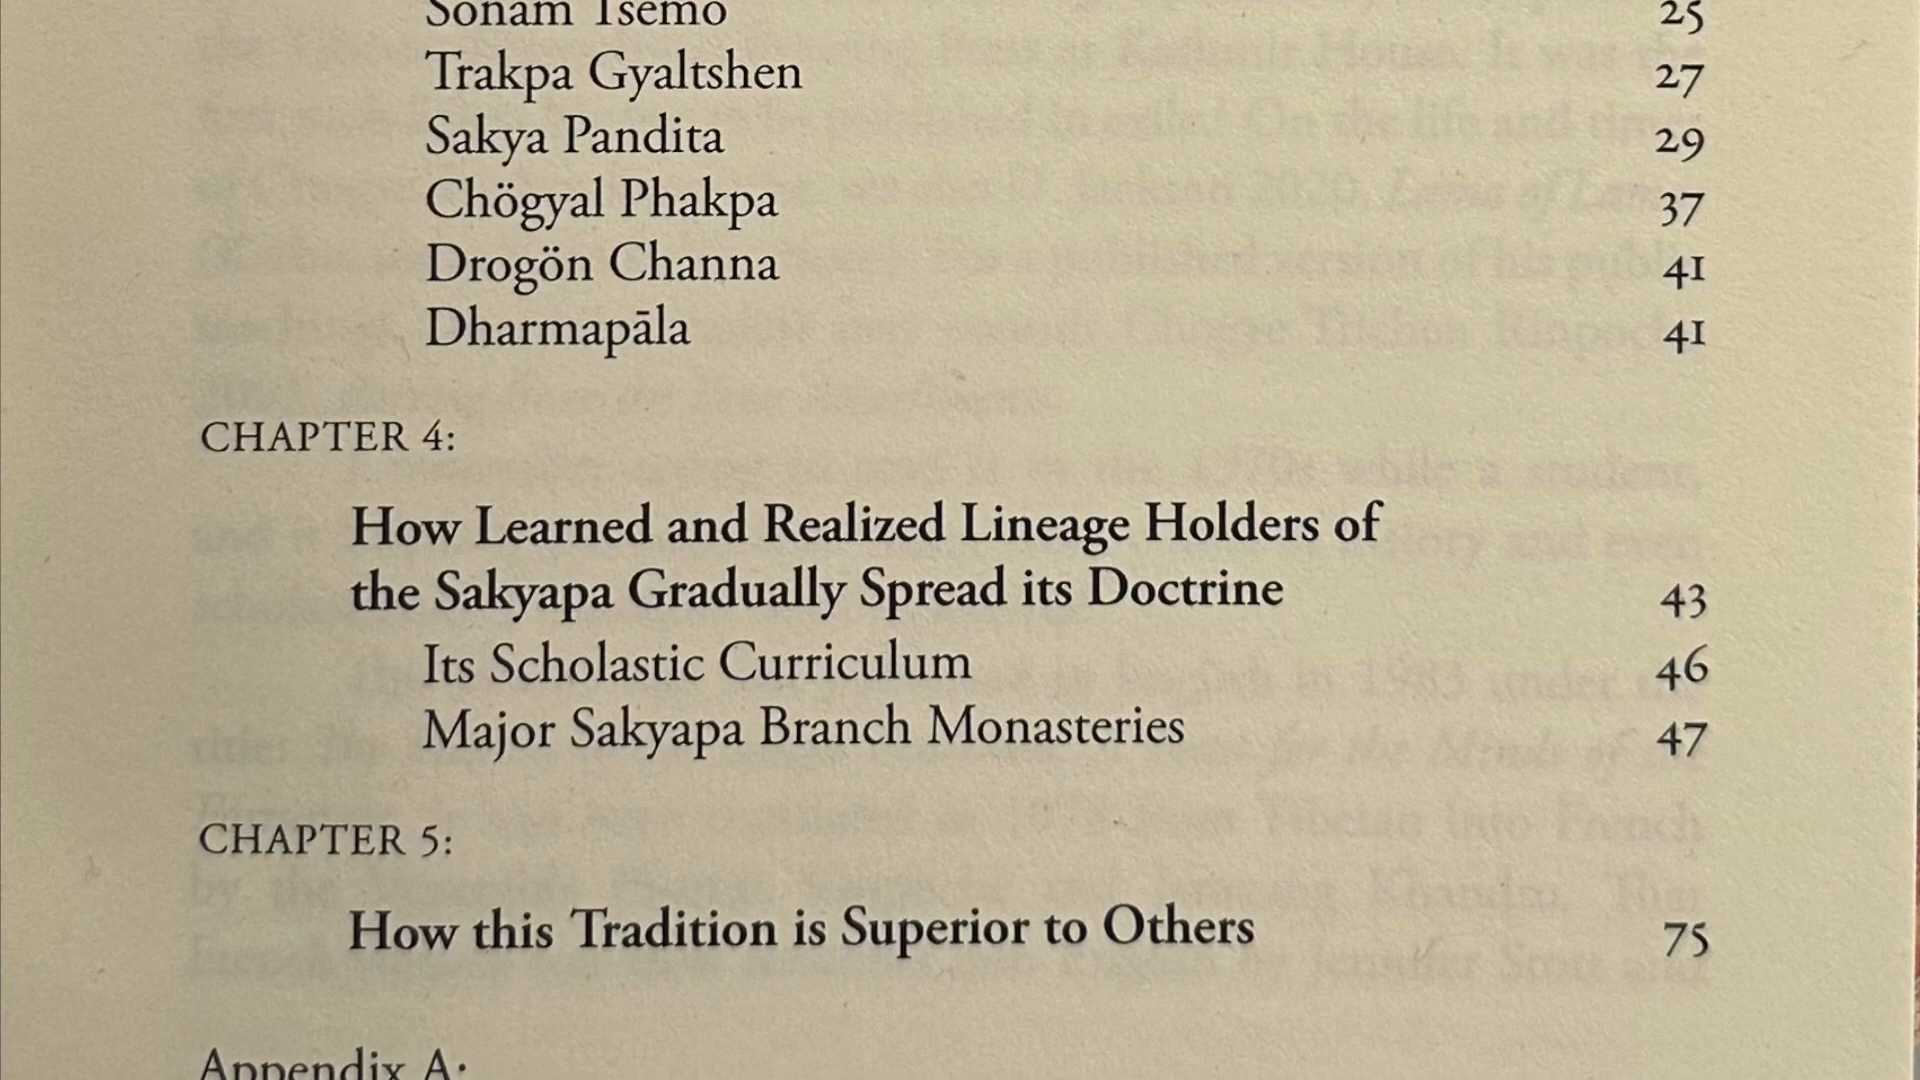 Sonam Tsemo 25
Trakpa Gyaltshen 27
Sakya Pandita 29
Chögyal Phakpa 37
Drogön Channa 41
Dharmapāla 41
CHAPTER 4:
How Learned and Realized Lineage Holders of
the Sakyapa Gradually Spread its Doctrine 43
Its Scholastic Curriculum 46
Major Sakyapa Branch Monasteries 47
CHAPTER 5:
How this Tradition is Superior to Others 75
Appendix A: